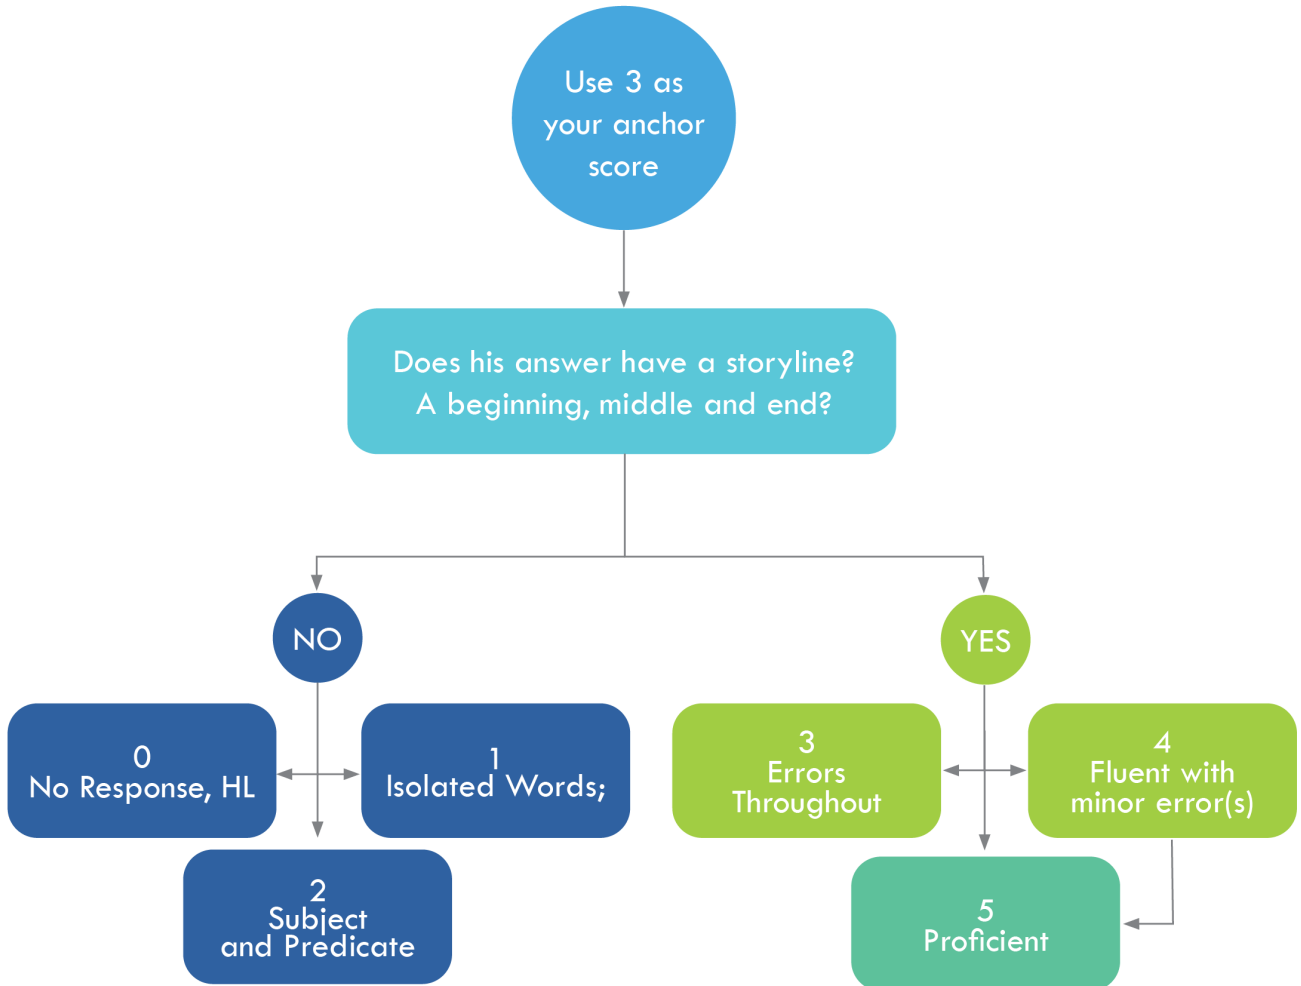 Use 3 as
your anchor
score
Does his answer have a storyline?
A beginning, middle and end?
NO
YES
0
No Response, HL
1
Isolated Words;
2
Subject
and Predicate
3
Errors
Throughout
4
Fluent with
minor error(s)
5
Proficient